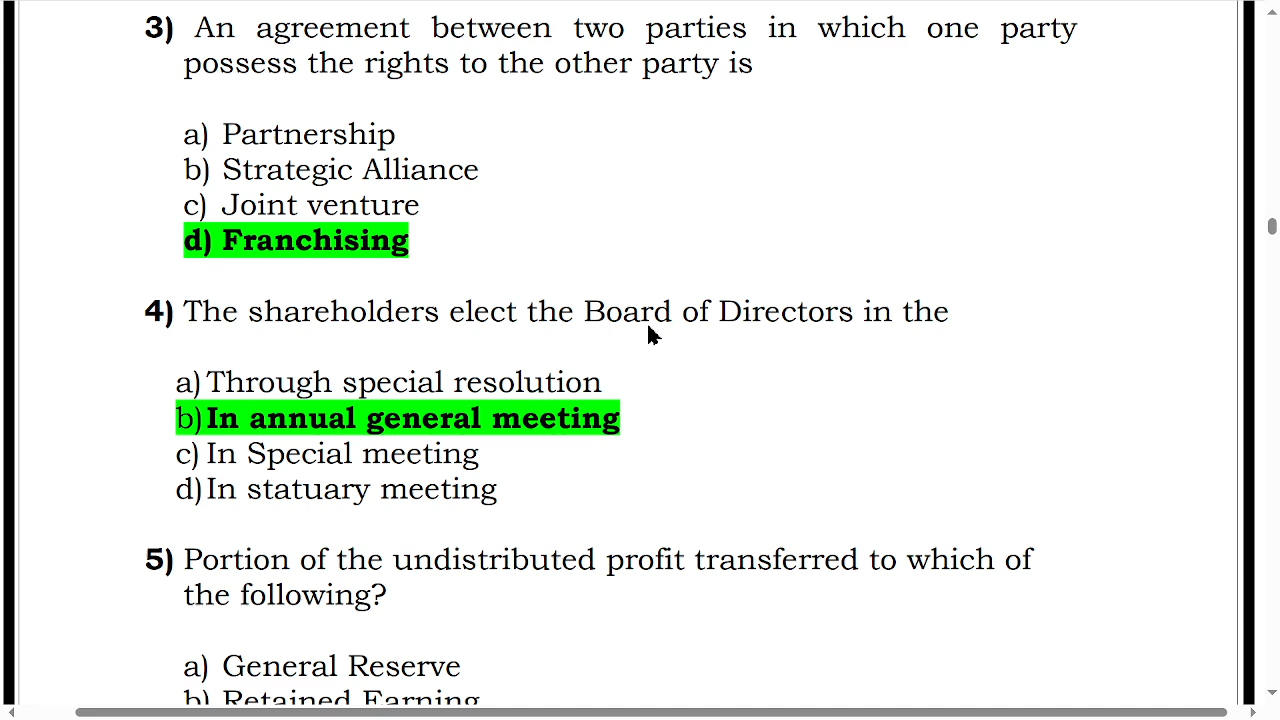 3) An agreement between two parties in which one party
possess the rights to the other party is
a) Partnership
b) Strategic Alliance
c) Joint venture
d) Franchising
4) The shareholders elect the Board of Directors in the
a) Through special resolution
b) In annual general meeting
c) In Special meeting
d) In statuary meeting
5) Portion of the undistributed profit transferred to which of
the following?
a) General Reserve
b) Retained Earning